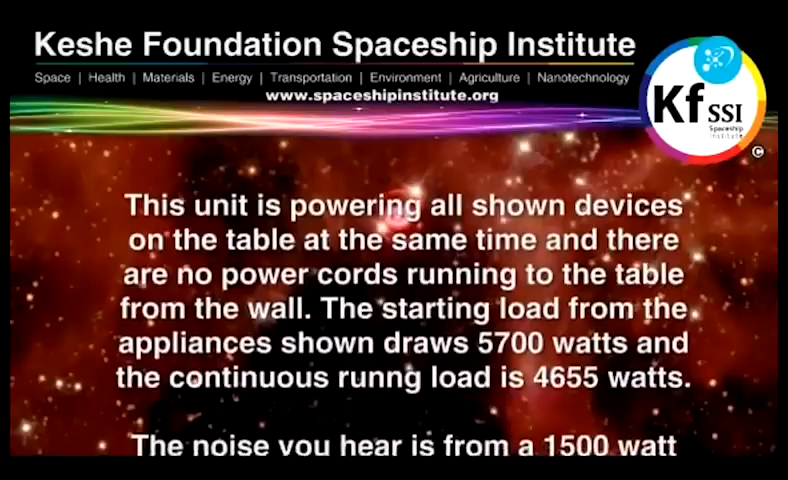 Keshe Foundation Spaceship Institute
Space | Health | Materials | Energy | Transportation | Environment | Agriculture | Nanotechnology
www.spaceshipinstitute.org
Kf SSI
Spaceship
Institute
©
This unit is powering all shown devices
on the table at the same time and there
are no power cords running to the table
from the wall. The starting load from the
appliances shown draws 5700 watts and
the continuous runng load is 4655 watts.
The noise you hear is from a 1500 watt